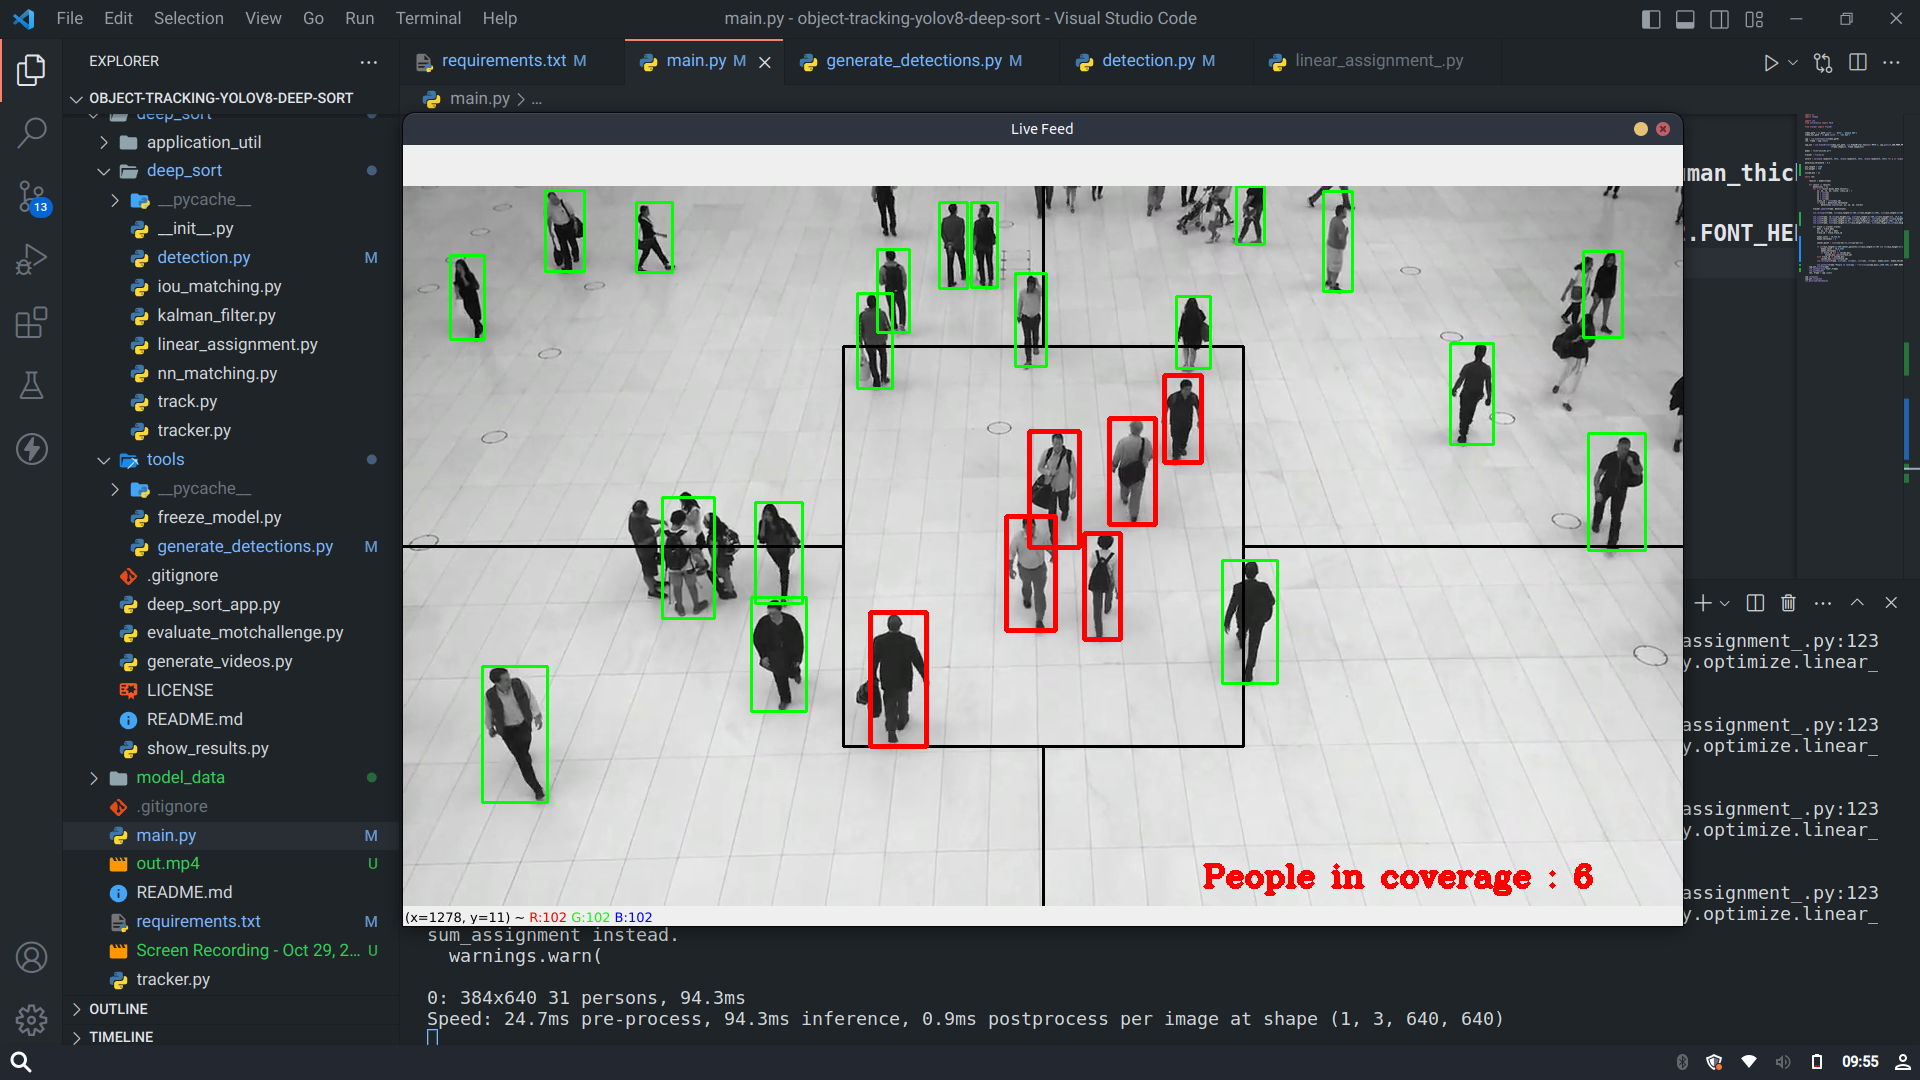 File Edit Selection View Go Run Terminal Help
main.py - object-tracking-yolov8-deep-sort - Visual Studio Code
EXPLORER
requirements.txt M
main.py M
generate_detections.py M
detection.py M
linear_assignment_.py
OBJECT-TRACKING-YOLOV8-DEEP-SORT
main.py > ...
deep_sort
Live Feed
application_util
deep_sort
__pycache__
__init__.py
detection.py M
iou_matching.py
kalman_filter.py
linear_assignment.py
nn_matching.py
track.py
tracker.py
tools
__pycache__
freeze_model.py
generate_detections.py M
.gitignore
deep_sort_app.py
evaluate_motchallenge.py
generate_videos.py
LICENSE
README.md
show_results.py
model_data
.gitignore
main.py M
out.mp4 U
README.md
requirements.txt M
Screen Recording - Oct 29, 2... U
tracker.py
OUTLINE
TIMELINE
13
man_thic
.FONT_HE
assignment_.py:123
y.optimize.linear_
assignment_.py:123
y.optimize.linear_
assignment_.py:123
y.optimize.linear_
assignment_.py:123
y.optimize.linear_
People in coverage : 6
(x=1278, y=11) ~ R:102 G:102 B:102
sum_assignment instead.
warnings.warn(
0: 384x640 31 persons, 94.3ms
Speed: 24.7ms pre-process, 94.3ms inference, 0.9ms postprocess per image at shape (1, 3, 640, 640)
09:55